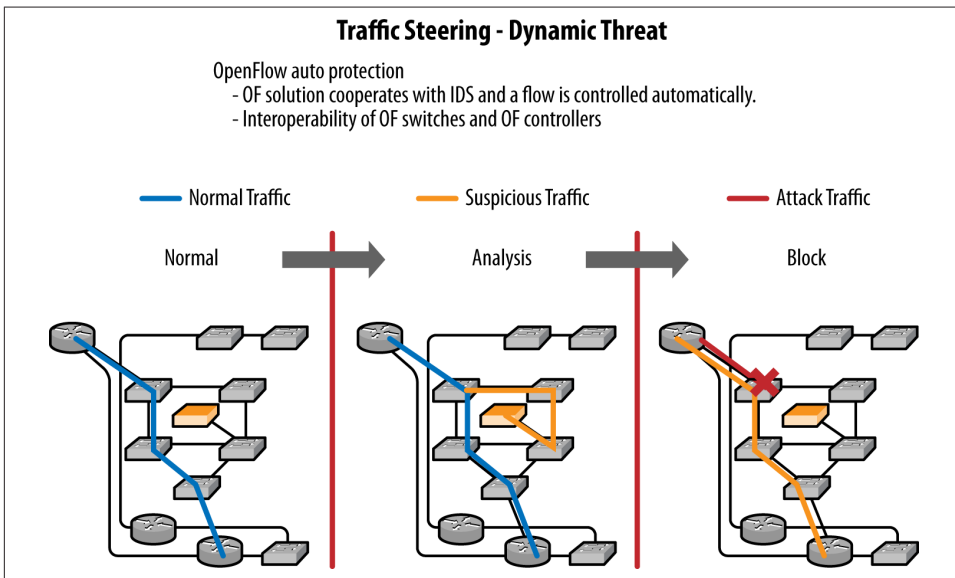 Traffic Steering - Dynamic Threat
OpenFlow auto protection
- OF solution cooperates with IDS and a flow is controlled automatically.
- Interoperability of OF switches and OF controllers
Normal Traffic
Suspicious Traffic
Attack Traffic
Normal
Analysis
Block